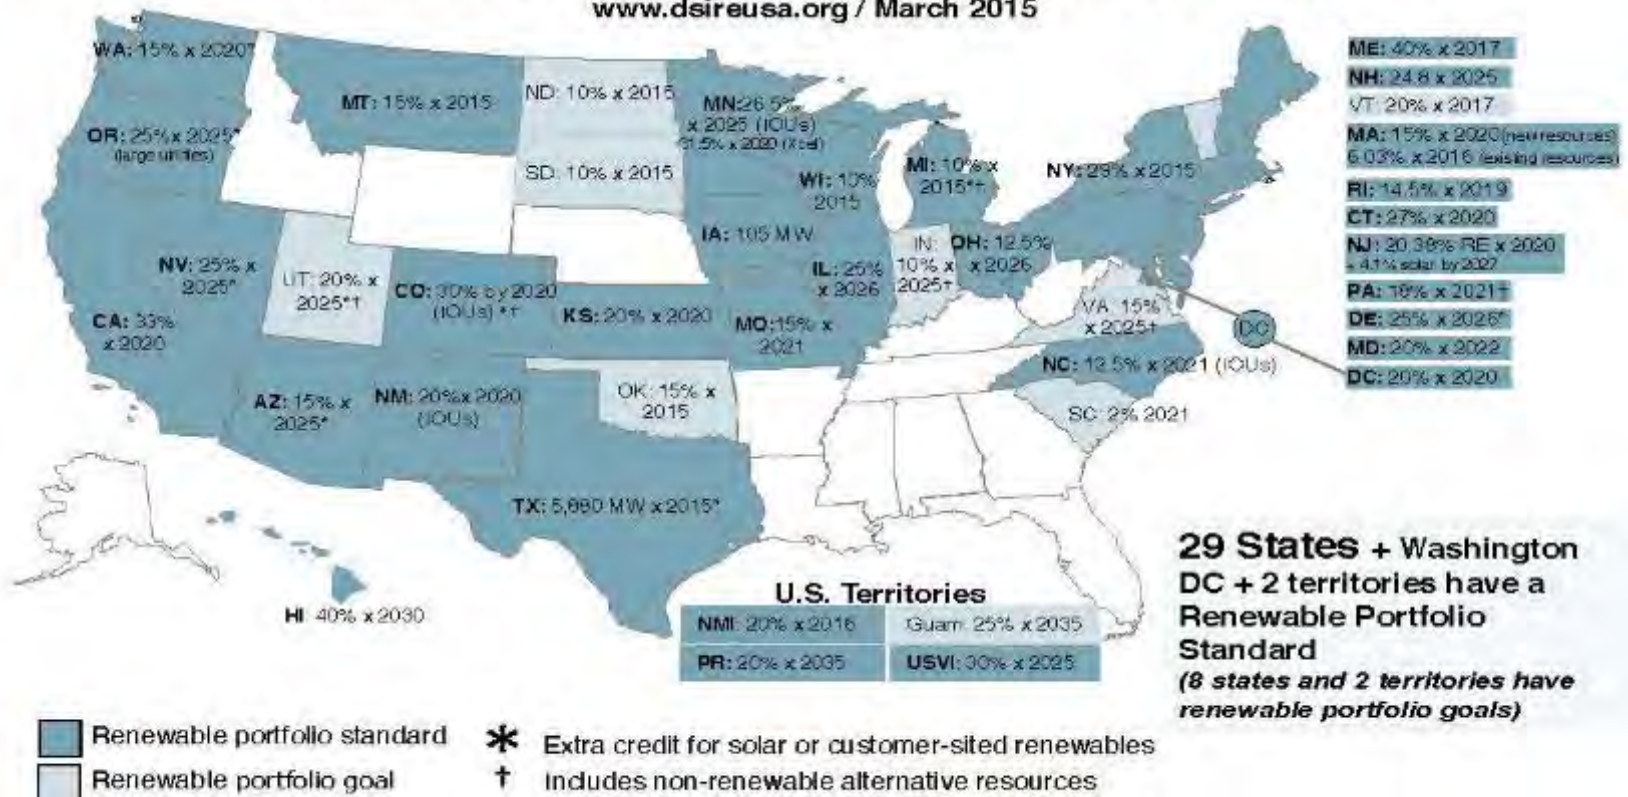 www.dsireusa.org / March 2015
WA: 15% x 2020*
MT: 15% x 2015
ND: 10% x 2015
MN:26.5%
x 2025 (IOUs)
31.5% x 2020 (Xcel)
OR: 25% x 2025*
(large utilities)
SD: 10% x 2015
WI: 10%
2015
MI: 10% x
2015*†
NY: 29% x 2015
IA: 105 MW
NV: 25% x
2025*
UT: 20% x
2025*†
CO: 30% by 2020
(IOUs) *†
IL: 25%
x 2026
IN:
10% x
2025†
OH: 12.5%
x 2026
CA: 33%
x 2020
KS: 20% x 2020
MO:15% x
2021
VA: 15%
x 2025†
DC
NC: 12.5% x 2021 (IOUs)
AZ: 15% x
2025*
NM: 20% x 2020
(IOUs)
OK: 15% x
2015
SC: 2% 2021
TX: 5,880 MW x 2015*
HI: 40% x 2030
ME: 40% x 2017
NH: 24.8 x 2025
VT: 20% x 2017
MA: 15% x 2020 (new resources)
6.03% x 2016 (existing resources)
RI: 14.5% x 2019
CT: 27% x 2020
NJ: 20.38% RE x 2020
+ 4.1% solar by 2027
PA: 18% x 2021†
DE: 25% x 2026*
MD: 20% x 2022
DC: 20% x 2020
U.S. Territories
NMI: 20% x 2016
Guam: 25% x 2035
PR: 20% x 2035
USVI: 30% x 2025
29 States + Washington
DC + 2 territories have a
Renewable Portfolio
Standard
(8 states and 2 territories have
renewable portfolio goals)
Renewable portfolio standard
* Extra credit for solar or customer-sited renewables
Renewable portfolio goal
† Includes non-renewable alternative resources